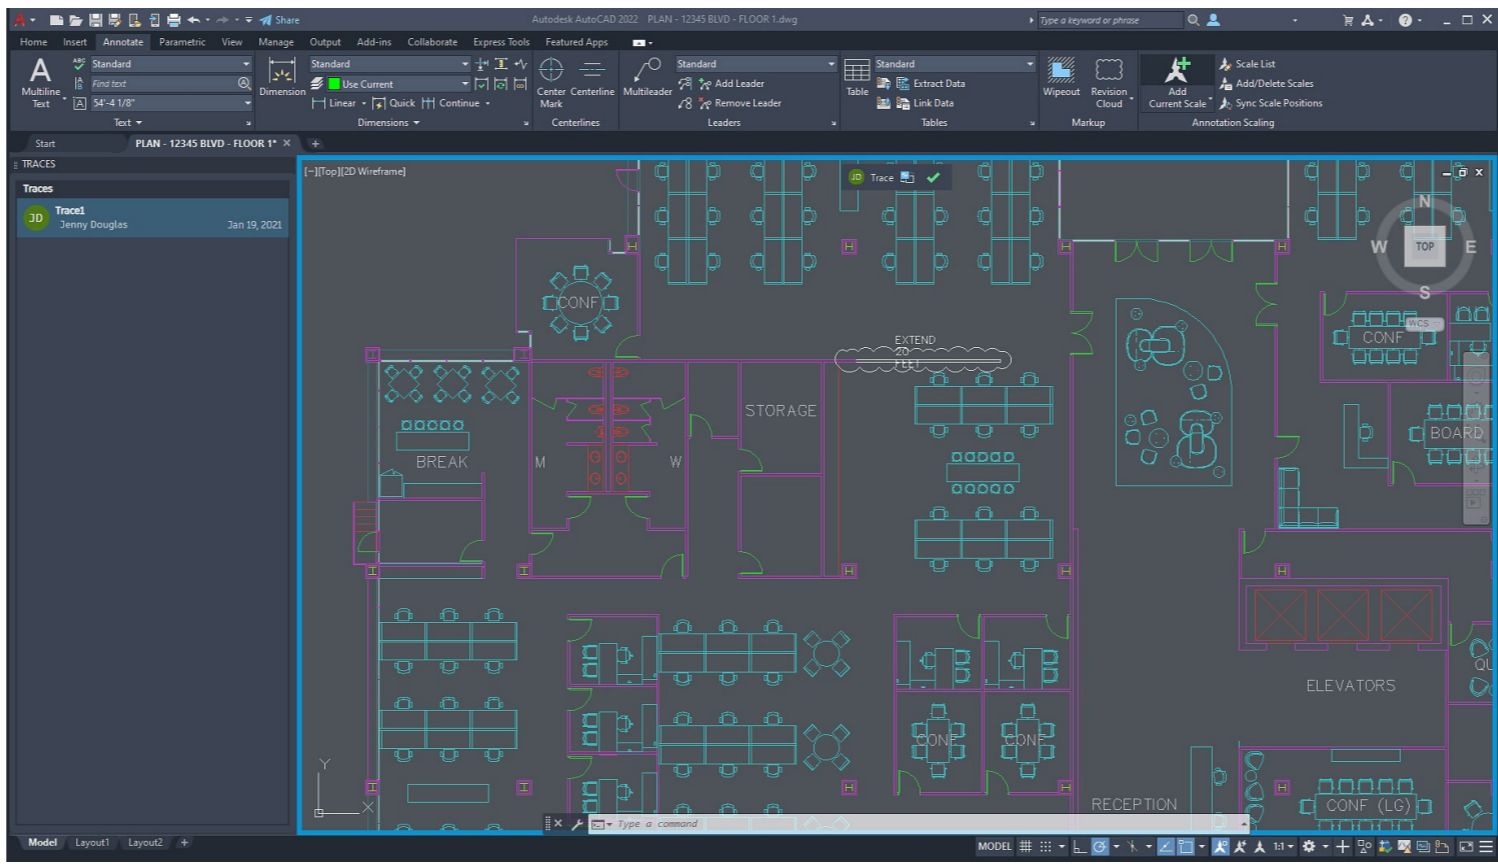 Share
Autodesk AutoCAD 2022 PLAN - 12345 BLVD - FLOOR 1.dwg
Type a keyword or phrase
Home Insert Annotate Parametric View Manage Output Add-ins Collaborate Express Tools Featured Apps
Multiline Text
ABC
Standard
Find text
54'-4 1/8"
Text
Dimension
Standard
Use Current
Linear Quick Continue
Dimensions
Center Mark
Centerline
Centerlines
Multileader
Standard
Add Leader
Remove Leader
Leaders
Table
Standard
Extract Data
Link Data
Tables
Wipeout
Revision Cloud
Markup
Add Current Scale
Scale List
Add/Delete Scales
Sync Scale Positions
Annotation Scaling
Start PLAN - 12345 BLVD - FLOOR 1*
TRACES
Traces
JD
Trace1
Jenny Douglas Jan 19, 2021
[−][Top][2D Wireframe]
JD Trace
N
W TOP E
S
WCS
CONF
EXTEND
20
FEET
CONF
STORAGE
BOARD
BREAK
M
W
ELEVATORS
QU
CONF
CONF
RECEPTION
CONF (LG)
Y
X
Type a command
Model Layout1 Layout2
MODEL
1:1